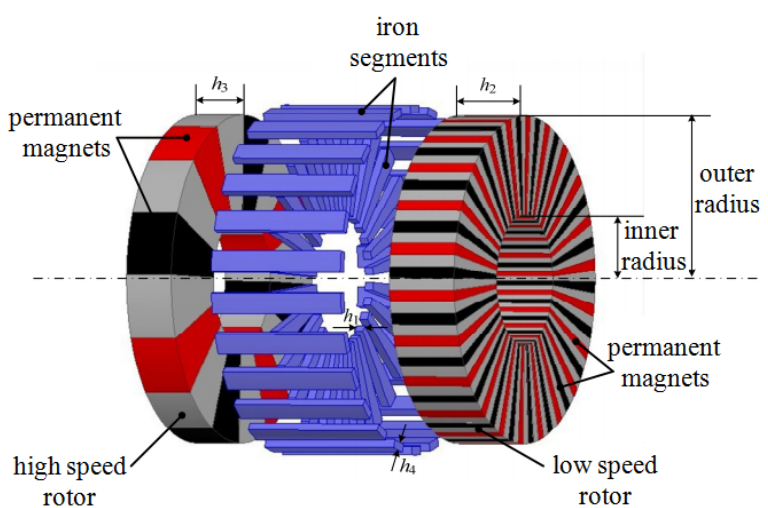 iron
segments
h3
h2
permanent
magnets
outer
radius
inner
radius
h1
permanent
magnets
high speed
rotor
h4
low speed
rotor